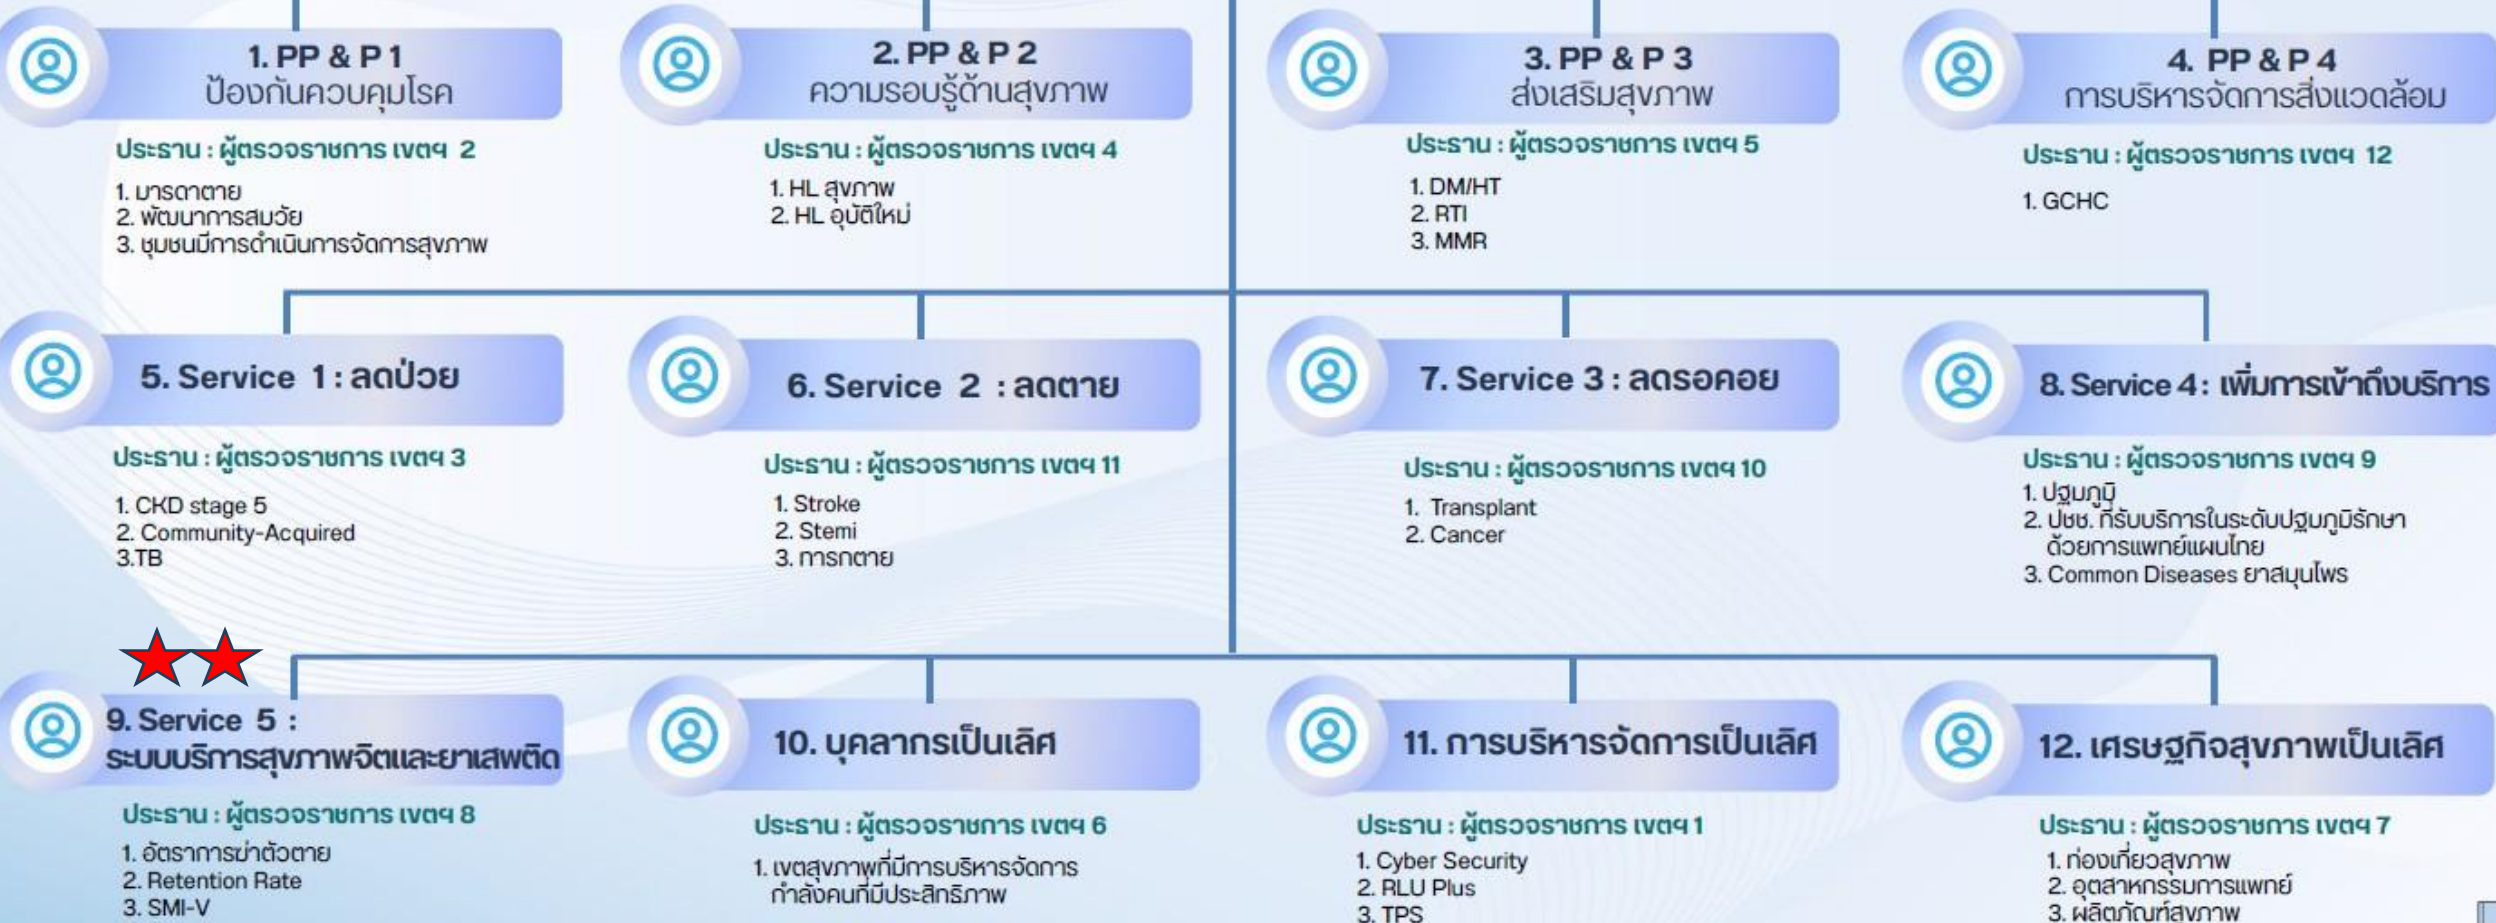 1. PP & P 1
ป้องกันควบคุมโรค
ประธาน : ผู้ตรวจราชการ เขตฯ 2
1. มารดาตาย
2. พัฒนาการสมวัย
3. ชุมชนมีการดำเนินการจัดการสุขภาพ
2. PP & P 2
ความรอบรู้ด้านสุขภาพ
ประธาน : ผู้ตรวจราชการ เขตฯ 4
1. HL สุขภาพ
2. HL อุบัติใหม่
3. PP & P 3
ส่งเสริมสุขภาพ
ประธาน : ผู้ตรวจราชการ เขตฯ 5
1. DM/HT
2. RTI
3. MMR
4. PP & P 4
การบริหารจัดการสิ่งแวดล้อม
ประธาน : ผู้ตรวจราชการ เขตฯ 12
1. GCHC
5. Service 1 : ลดป่วย
ประธาน : ผู้ตรวจราชการ เขตฯ 3
1. CKD stage 5
2. Community-Acquired
3.TB
6. Service 2 : ลดตาย
ประธาน : ผู้ตรวจราชการ เขตฯ 11
1. Stroke
2. Stemi
3. ทารกตาย
7. Service 3 : ลดรอคอย
ประธาน : ผู้ตรวจราชการ เขตฯ 10
1. Transplant
2. Cancer
8. Service 4 : เพิ่มการเข้าถึงบริการ
ประธาน : ผู้ตรวจราชการ เขตฯ 9
1. ปฐมภูมิ
2. ปชช. ที่รับบริการในระดับปฐมภูมิรักษา
ด้วยการแพทย์แผนไทย
3. Common Diseases ยาสมุนไพร
9. Service 5 :
ระบบบริการสุขภาพจิตและยาเสพติด
ประธาน : ผู้ตรวจราชการ เขตฯ 8
1. อัตราการฆ่าตัวตาย
2. Retention Rate
3. SMI-V
10. บุคลากรเป็นเลิศ
ประธาน : ผู้ตรวจราชการ เขตฯ 6
1. เขตสุขภาพที่มีการบริหารจัดการ
กำลังคนที่มีประสิทธิภาพ
11. การบริหารจัดการเป็นเลิศ
ประธาน : ผู้ตรวจราชการ เขตฯ 1
1. Cyber Security
2. RLU Plus
3. TPS
12. เศรษฐกิจสุขภาพเป็นเลิศ
ประธาน : ผู้ตรวจราชการ เขตฯ 7
1. ท่องเที่ยวสุขภาพ
2. อุตสาหกรรมการแพทย์
3. ผลิตภัณฑ์สุขภาพ